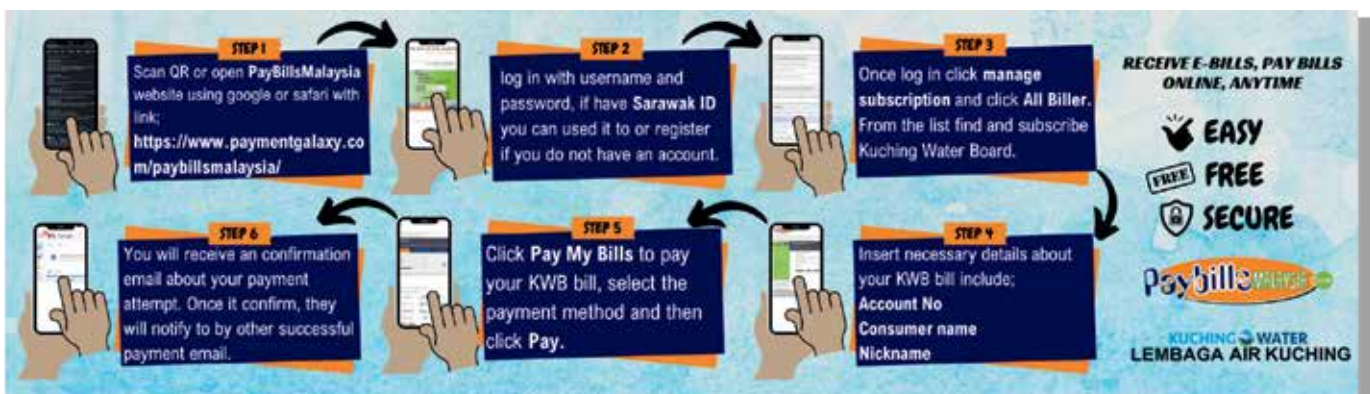 STEP 1
Scan QR or open PayBillsMalaysia
website using google or safari with
link;
https://www.paymentgalaxy.co
m/paybillsmalaysia/
STEP 2
log in with username and
password, if have Sarawak ID
you can used it to or register
if you do not have an account.
STEP 3
Once log in click manage
subscription and click All Biller.
From the list find and subscribe
Kuching Water Board.
STEP 4
Insert necessary details about
your KWB bill include;
Account No
Consumer name
Nickname
STEP 5
Click Pay My Bills to pay
your KWB bill, select the
payment method and then
click Pay.
STEP 6
You will receive an confirmation
email about your payment
attempt. Once it confirm, they
will notify to by other successful
payment email.
RECEIVE E-BILLS, PAY BILLS
ONLINE, ANYTIME
EASY
FREE FREE
SECURE
Paybills MALAYSIA
KUCHING WATER
LEMBAGA AIR KUCHING